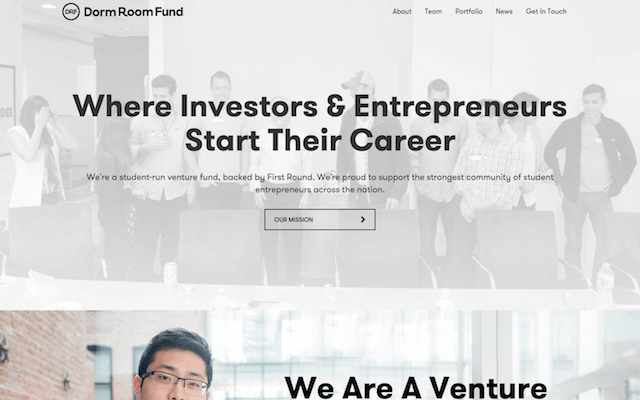 DRF Dorm Room Fund
About Team Portfolio News Get In Touch
Where Investors & Entrepreneurs
Start Their Career
We're a student-run venture fund, backed by First Round. We're proud to support the strongest community of student
entrepreneurs across the nation.
OUR MISSION
We Are A Venture